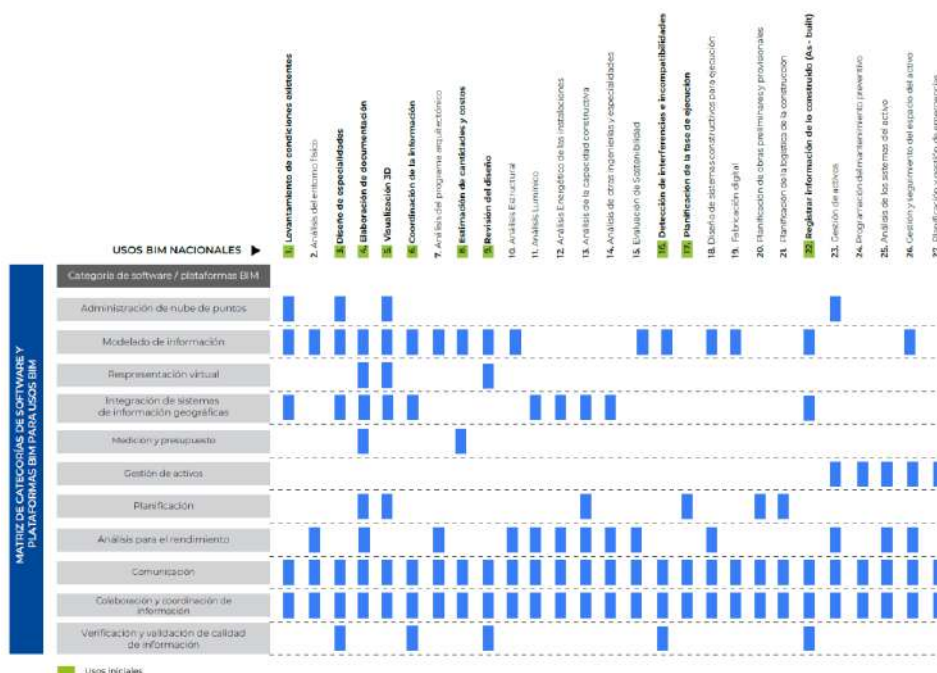 1. Levantamiento de condiciones existentes
2. Análisis del entorno físico
3. Diseño de especialidades
4. Elaboración de documentación
5. Visualización 3D
6. Coordinación de la información
7. Análisis del programa arquitectónico
8. Estimación de cantidades y costos
9. Revisión del diseño
10. Análisis Estructural
11. Análisis Lumínico
12. Análisis Energético de las instalaciones
13. Análisis de la capacidad constructiva
14. Análisis de otras ingenierías y especialidades
15. Evaluación de Sostenibilidad
16. Detección de interferencias e incompatibilidades
17. Planificación de la fase de ejecución
18. Diseño de sistemas constructivos para ejecución
19. Fabricación digital
20. Planificación de obras preliminares y provisionales
21. Planificación de la logística de la construcción
22. Registrar información de lo construido (As - built)
23. Gestión de activos
24. Programación del mantenimiento preventivo
25. Análisis de los sistemas del activo
26. Gestión y seguimiento del espacio del activo
27. Planificación y gestión de emergencias
USOS BIM NACIONALES
MATRIZ DE CATEGORÍAS DE SOFTWARE Y
PLATAFORMAS BIM PARA USOS BIM
Categoría de software / plataformas BIM
Administración de nube de puntos
Modelado de información
Respresentación virtual
Integración de sistemas
de información geográficas
Medición y presupuesto
Gestión de activos
Planificación
Análisis para el rendimiento
Comunicación
Colaboración y coordinación de
información
Verificación y validación de calidad
de información
Usos iniciales